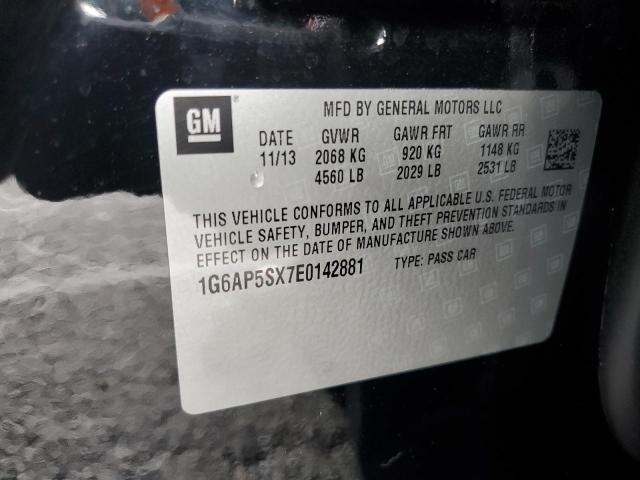 GM
MFD BY GENERAL MOTORS LLC
DATE GVWR GAWR FRT GAWR RR
11/13 2068 KG 920 KG 1148 KG
4560 LB 2029 LB 2531 LB
THIS VEHICLE CONFORMS TO ALL APPLICABLE U.S. FEDERAL MOTOR
VEHICLE SAFETY, BUMPER, AND THEFT PREVENTION STANDARDS IN
EFFECT ON THE DATE OF MANUFACTURE SHOWN ABOVE.
1G6AP5SX7E0142881 TYPE: PASS CAR